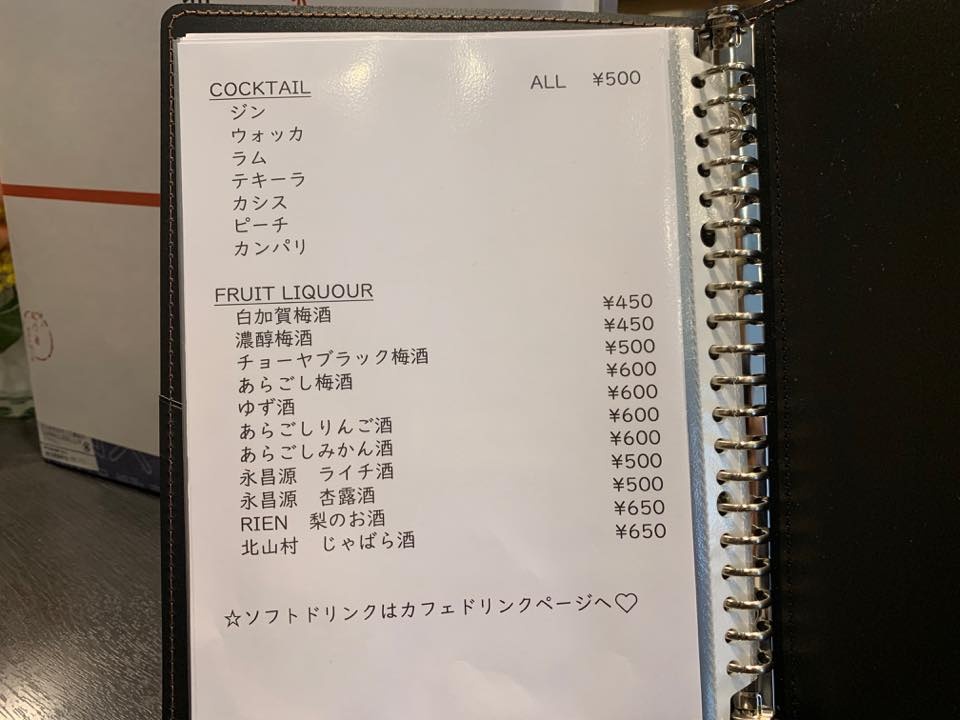 COCKTAIL ALL ¥500
ジン
ウォッカ
ラム
テキーラ
カシス
ピーチ
カンパリ
FRUIT LIQUOUR
白加賀梅酒 ¥450
濃醇梅酒 ¥450
チョーヤブラック梅酒 ¥500
あらごし梅酒 ¥600
ゆず酒 ¥600
あらごしりんご酒 ¥600
あらごしみかん酒 ¥600
永昌源 ライチ酒 ¥500
永昌源 杏露酒 ¥500
RIEN 梨のお酒 ¥650
北山村 じゃばら酒 ¥650
☆ソフトドリンクはカフェドリンクページへ♡